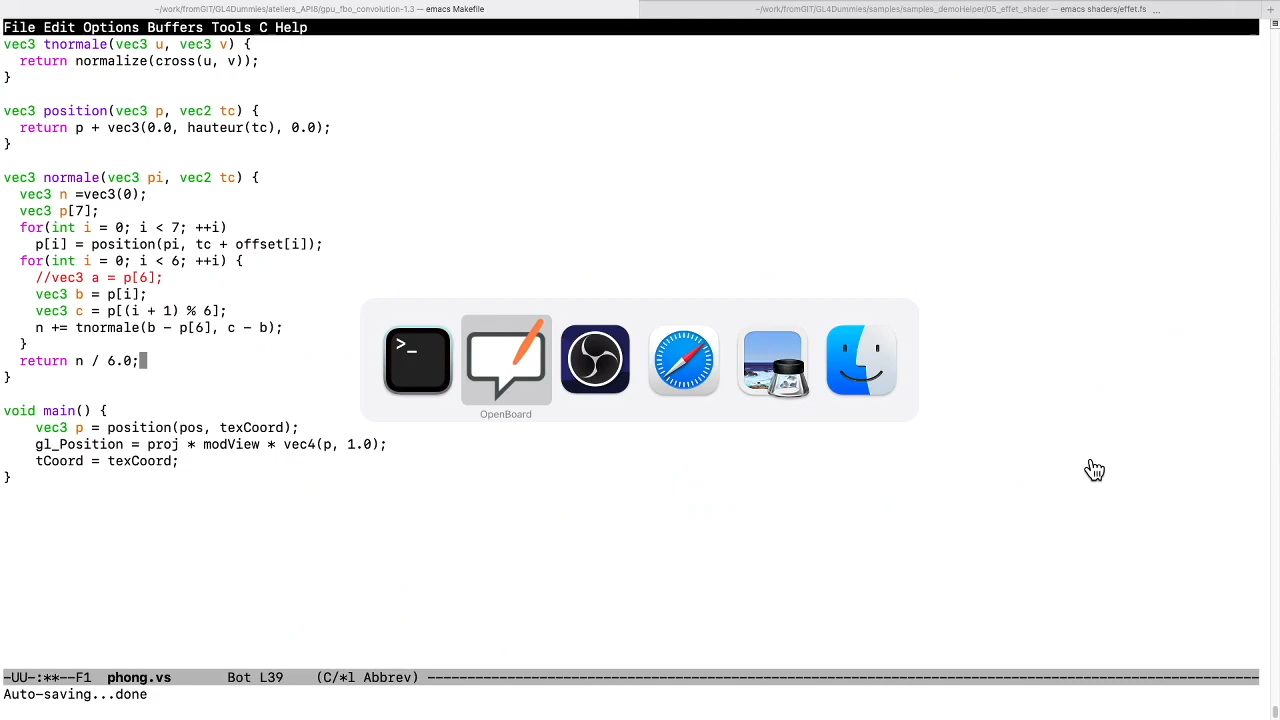 ~/work/fromGIT/GL4Dummies/ateliers_API8/gpu_fbo_convolution-1.3 — emacs Makefile
~/work/fromGIT/GL4Dummies/samples/samples_demoHelper/05_effet_shader — emacs shaders/effet.fs ...
File Edit Options Buffers Tools C Help
vec3 tnormale(vec3 u, vec3 v) {
  return normalize(cross(u, v));
}
vec3 position(vec3 p, vec2 tc) {
  return p + vec3(0.0, hauteur(tc), 0.0);
}
vec3 normale(vec3 pi, vec2 tc) {
  vec3 n =vec3(0);
  vec3 p[7];
  for(int i = 0; i < 7; ++i)
    p[i] = position(pi, tc + offset[i]);
  for(int i = 0; i < 6; ++i) {
    //vec3 a = p[6];
    vec3 b = p[i];
    vec3 c = p[(i + 1) % 6];
    n += tnormale(b - p[6], c - b);
  }
  return n / 6.0;
}
void main() {
    vec3 p = position(pos, texCoord);
    gl_Position = proj * modView * vec4(p, 1.0);
    tCoord = texCoord;
}
>_
OpenBoard
-UU-:**--F1  phong.vs       Bot L39    (C/*l Abbrev)
Auto-saving...done